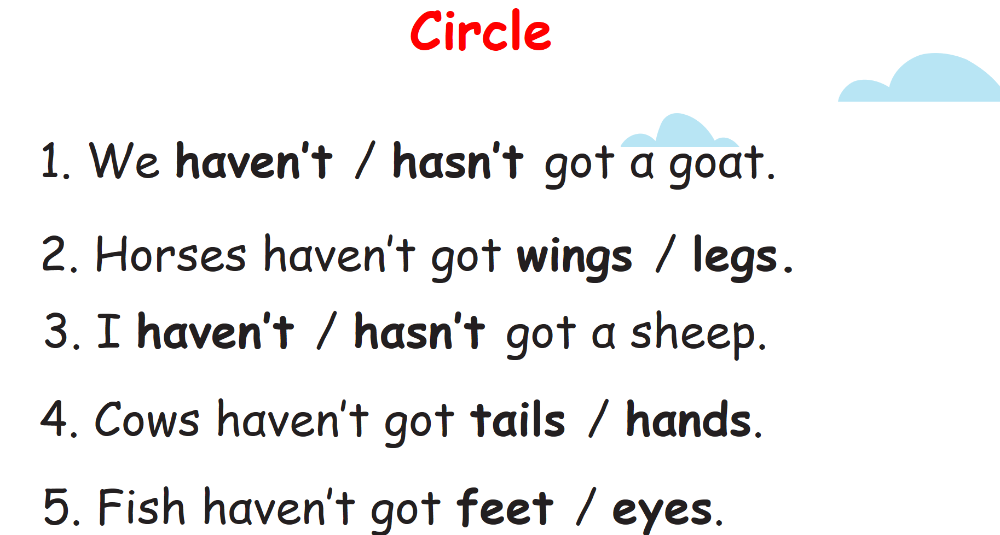 Circle
1. We haven't / hasn't got a goat.
2. Horses haven't got wings / legs.
3. I haven't / hasn't got a sheep.
4. Cows haven't got tails / hands.
5. Fish haven't got feet / eyes.